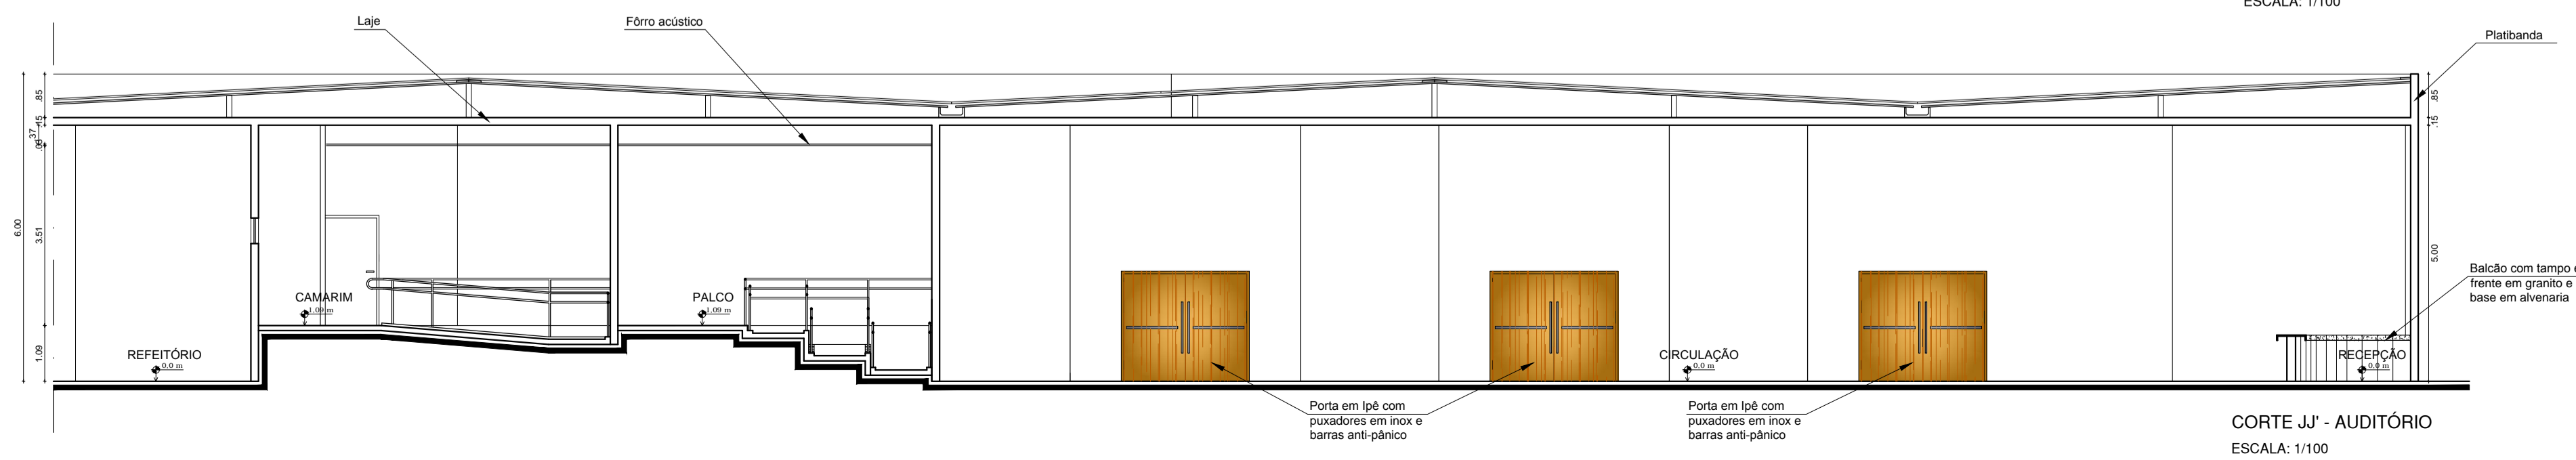 ESCALA: 1/100
Laje
Fôrro acústico
Platibanda
.85
.15
.37
6.00
3.51
1.09
.85
.15
5.00
CAMARIM
1.09 m
PALCO
1.09 m
REFEITÓRIO
0.0 m
CIRCULAÇÃO
0.0 m
RECEPÇÃO
0.0 m
Balcão com tampo e
frente em granito e
base em alvenaria
Porta em Ipê com
puxadores em inox e
barras anti-pânico
Porta em Ipê com
puxadores em inox e
barras anti-pânico
CORTE JJ' - AUDITÓRIO
ESCALA: 1/100